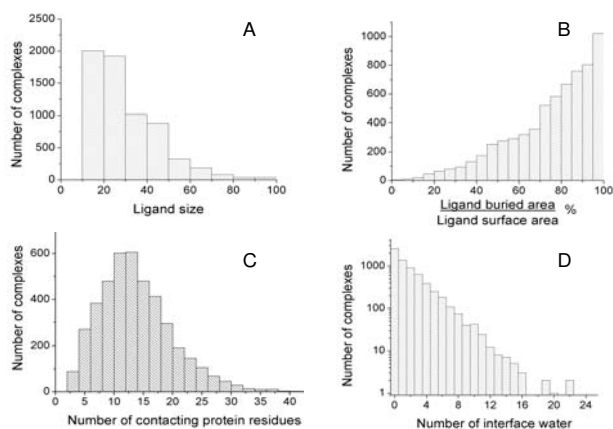 A
2500
2000
1500
1000
500
0
Number of complexes
0 20 40 60 80 100
Ligand size
B
1000
800
600
400
200
0
Number of complexes
0 20 40 60 80 100
Ligand buried area
Ligand surface area
%
C
600
400
200
0
Number of complexes
0 5 10 15 20 25 30 35 40
Number of contacting protein residues
D
1000
100
10
1
Number of complexes
0 4 8 12 16 20 24
Number of interface water